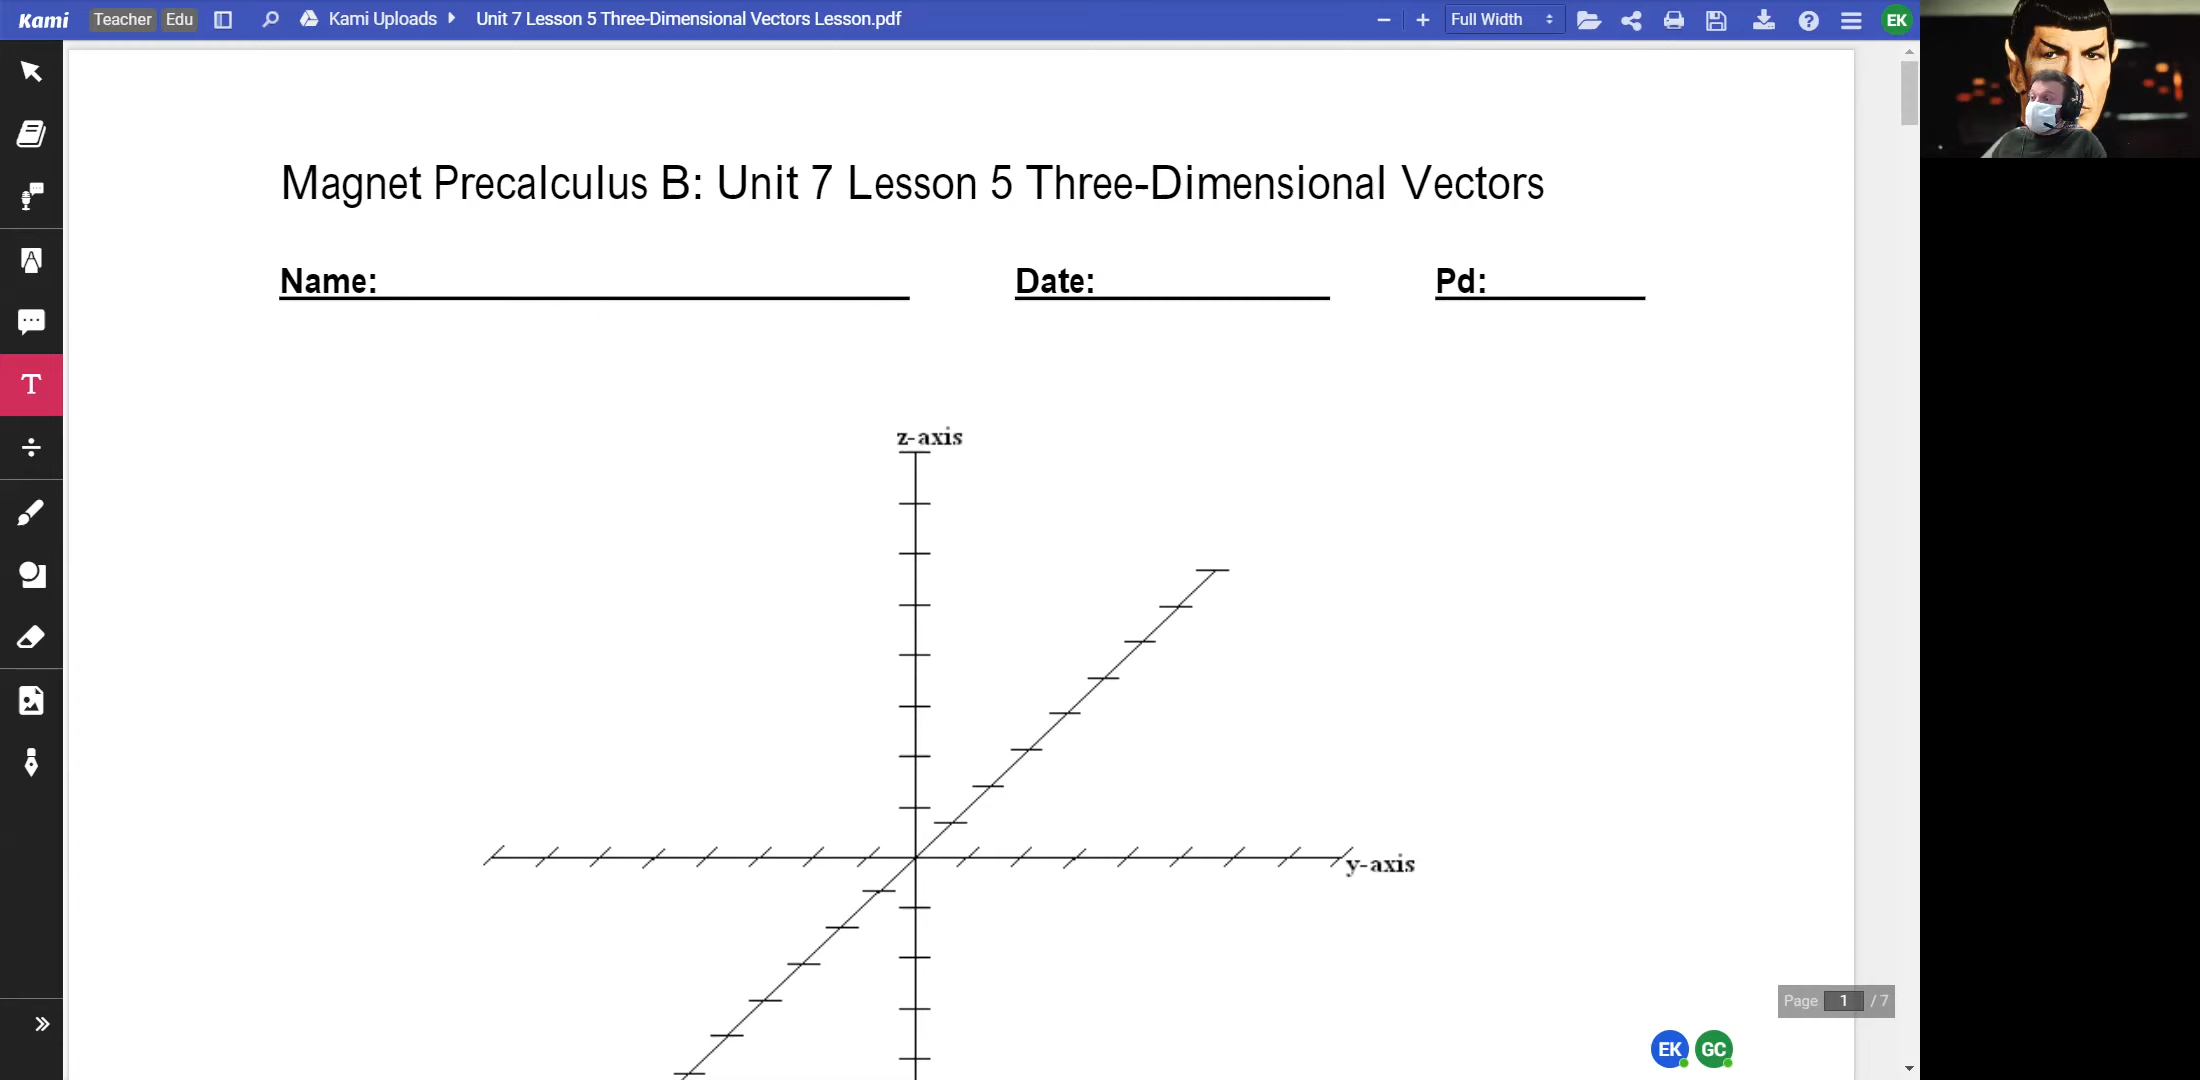 Kami Teacher Edu Kami Uploads Unit 7 Lesson 5 Three-Dimensional Vectors Lesson.pdf Full Width EK
Magnet Precalculus B: Unit 7 Lesson 5 Three-Dimensional Vectors
Name: Date: Pd:
z-axis
y-axis
Page 1 / 7
EK GC